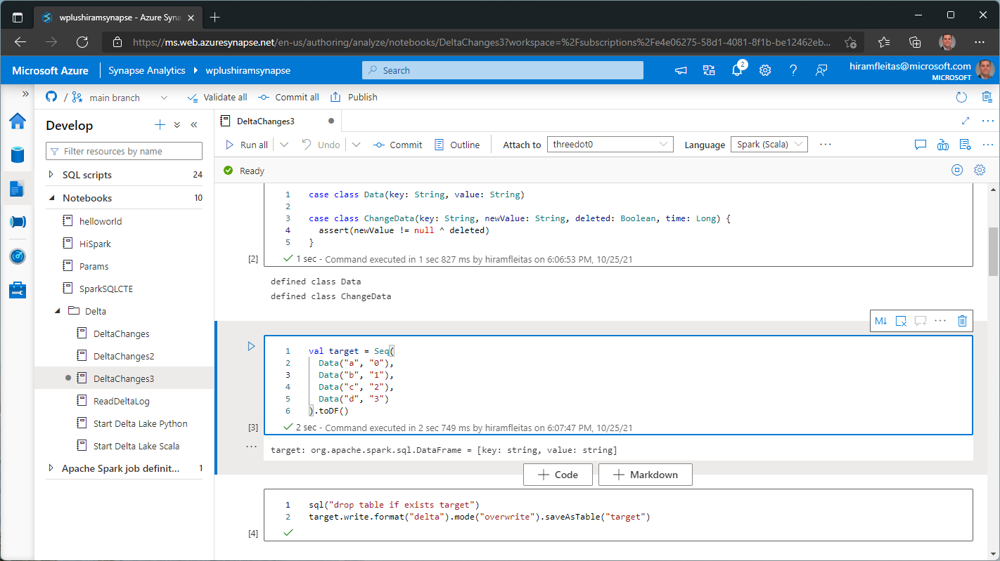 wplushiramsynapse - Azure Syna
https://ms.web.azuresynapse.net/en-us/authoring/analyze/notebooks/DeltaChanges3?workspace=%2Fsubscriptions%2Fe4e06275-58d1-4081-8f1b-be12462eb...
Microsoft Azure
Synapse Analytics
wplushiramsynapse
Search
2
hiramfleitas@microsoft.com
MICROSOFT
/ main branch
Validate all
Commit all
Publish
Develop
Filter resources by name
SQL scripts 24
Notebooks 10
helloworld
HiSpark
Params
SparkSQLCTE
Delta
DeltaChanges
DeltaChanges2
DeltaChanges3
ReadDeltaLog
Start Delta Lake Python
Start Delta Lake Scala
Apache Spark job definit... 1
DeltaChanges3
Run all
Undo
Commit
Outline
Attach to
threedot0
Language
Spark (Scala)
Ready
1 case class Data(key: String, value: String)
2
3 case class ChangeData(key: String, newValue: String, deleted: Boolean, time: Long) {
4 assert(newValue != null ^ deleted)
5 }
[2] 1 sec - Command executed in 1 sec 827 ms by hiramfleitas on 6:06:53 PM, 10/25/21
defined class Data
defined class ChangeData
M↓
1 val target = Seq(
2 Data("a", "0"),
3 Data("b", "1"),
4 Data("c", "2"),
5 Data("d", "3")
6 ).toDF()
[3] 2 sec - Command executed in 2 sec 749 ms by hiramfleitas on 6:07:47 PM, 10/25/21
target: org.apache.spark.sql.DataFrame = [key: string, value: string]
Code
Markdown
1 sql("drop table if exists target")
2 target.write.format("delta").mode("overwrite").saveAsTable("target")
[4]